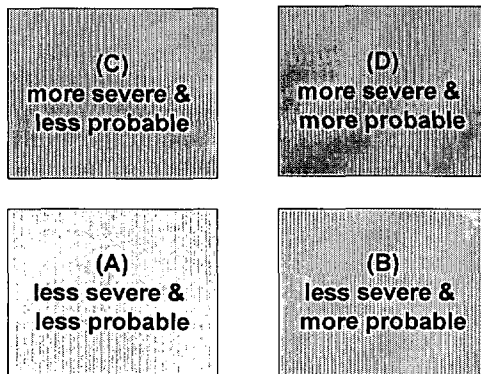 (C)
more severe &
less probable
(D)
more severe &
more probable
(A)
less severe &
less probable
(B)
less severe &
more probable